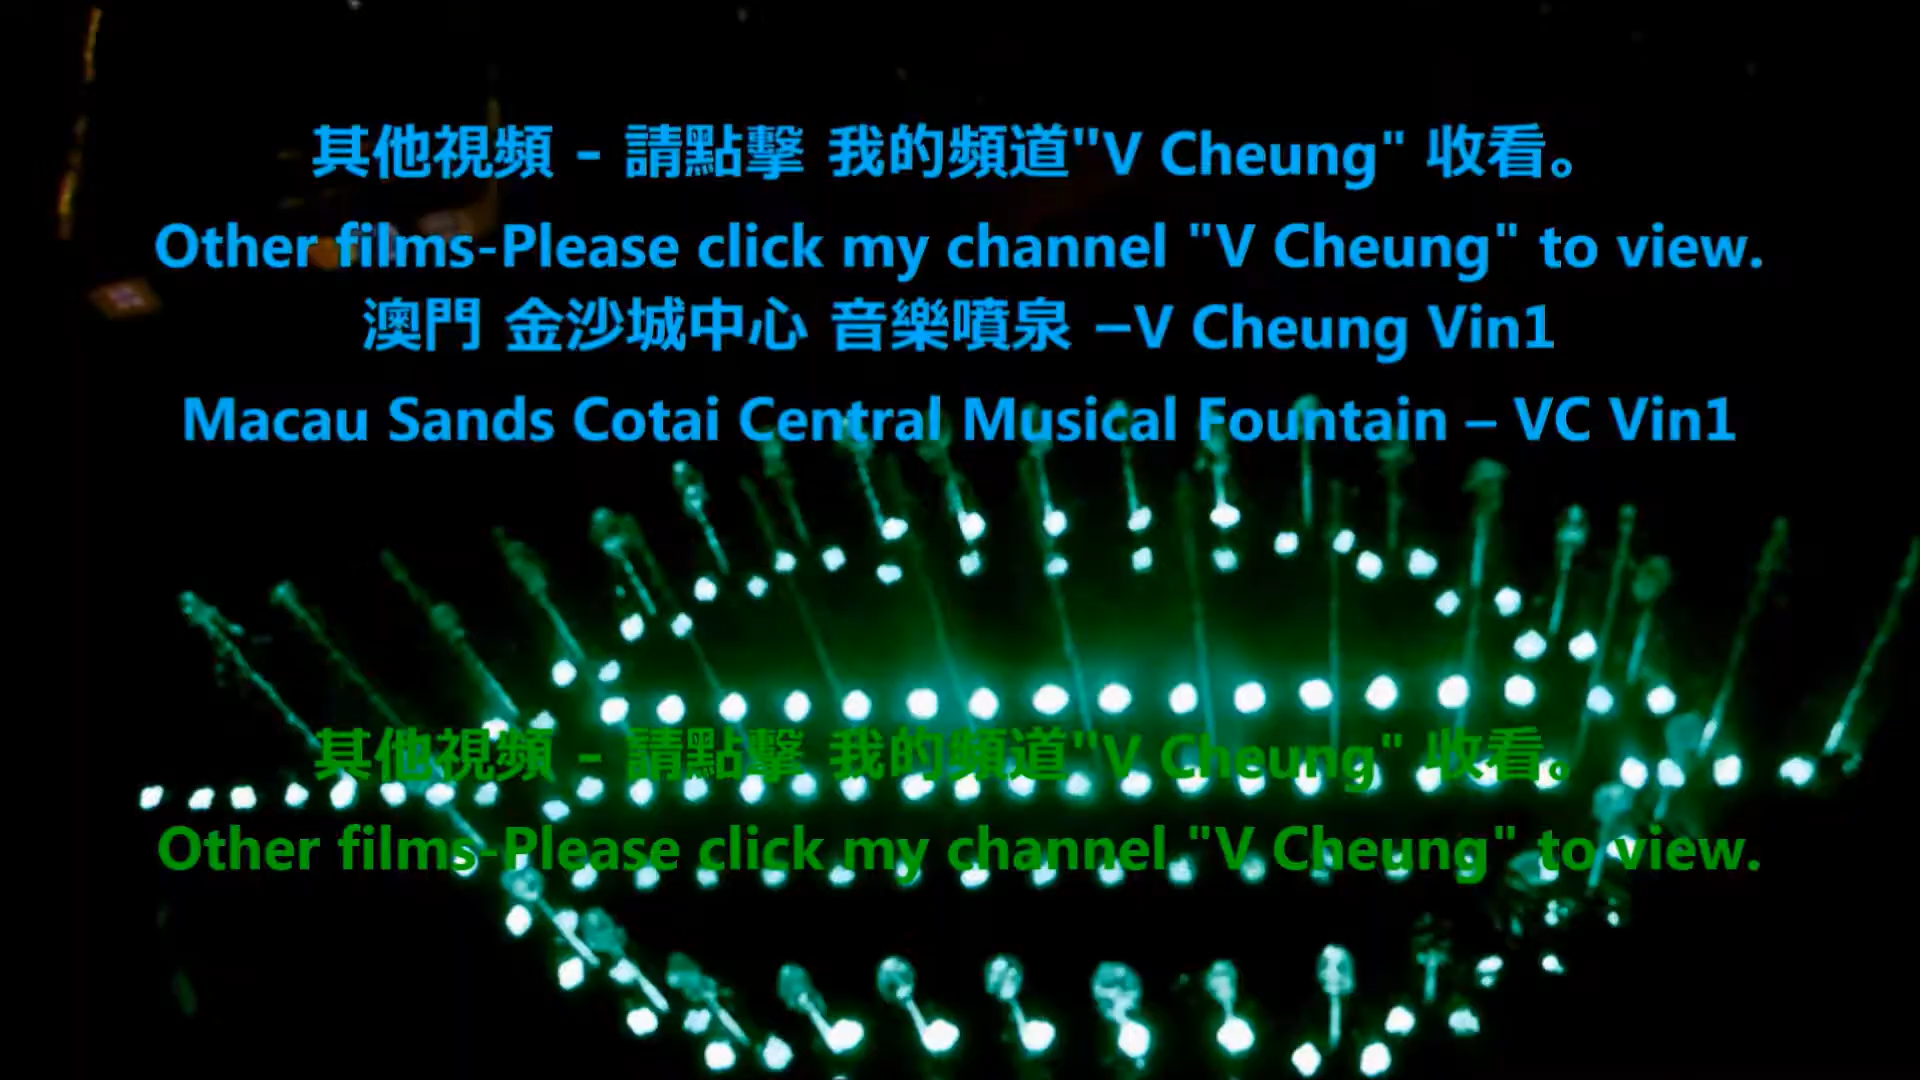 其他視頻 - 請點擊 我的頻道"V Cheung" 收看。
Other films-Please click my channel "V Cheung" to view.
澳門 金沙城中心 音樂噴泉 –V Cheung Vin1
Macau Sands Cotai Central Musical Fountain – VC Vin1
其他視頻 - 請點擊 我的頻道"V Cheung" 收看。
Other films-Please click my channel "V Cheung" to view.